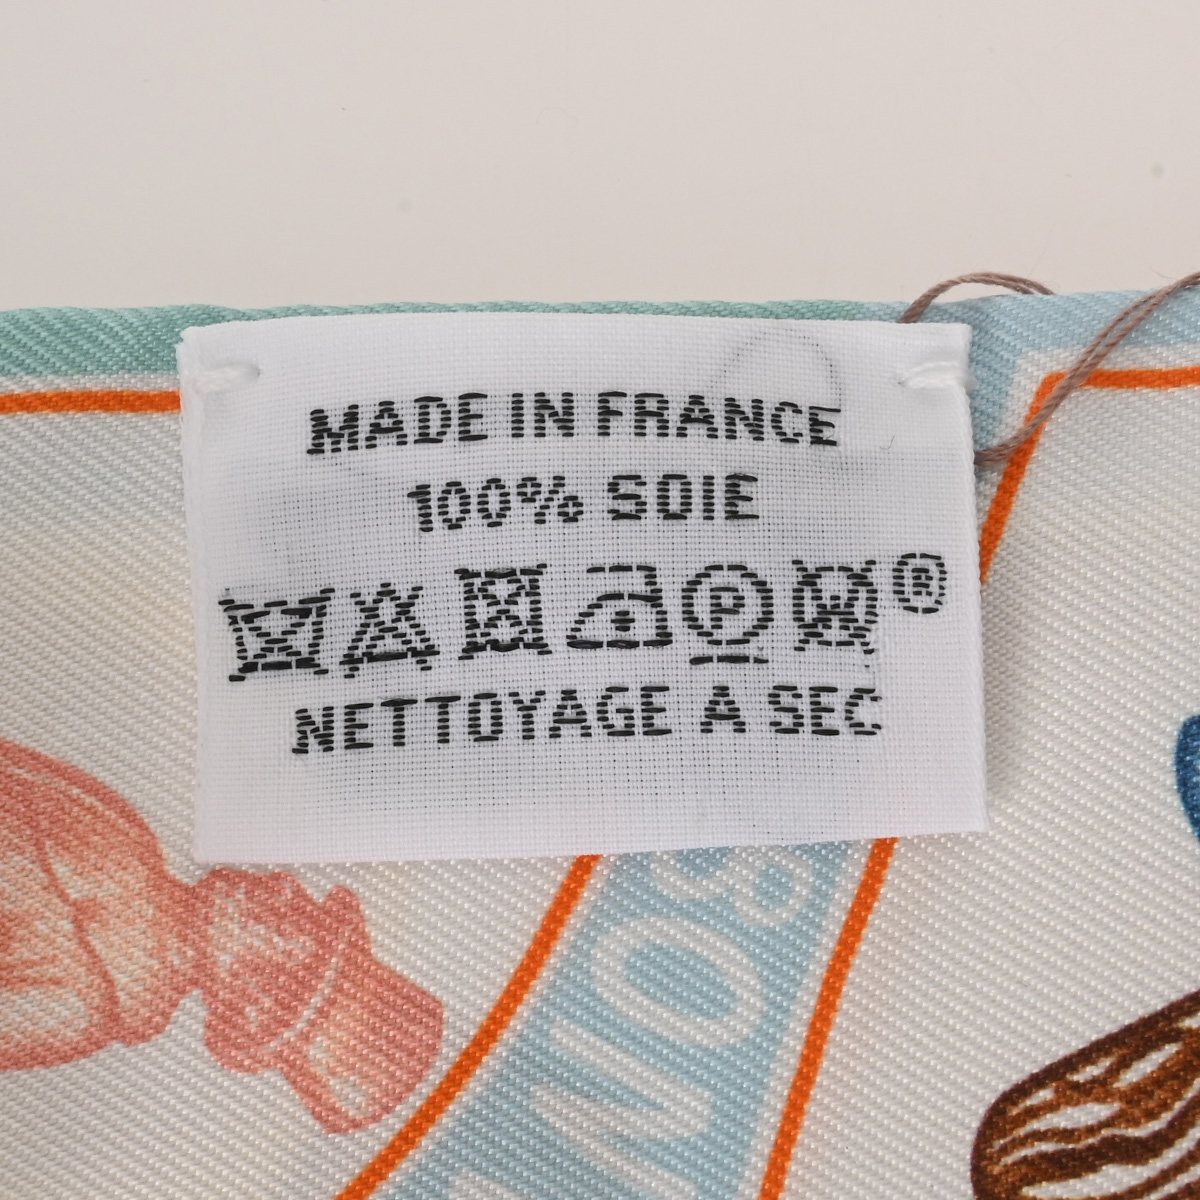 MADE IN FRANCE
100% SOIE
P W ®
NETTOYAGE A SEC